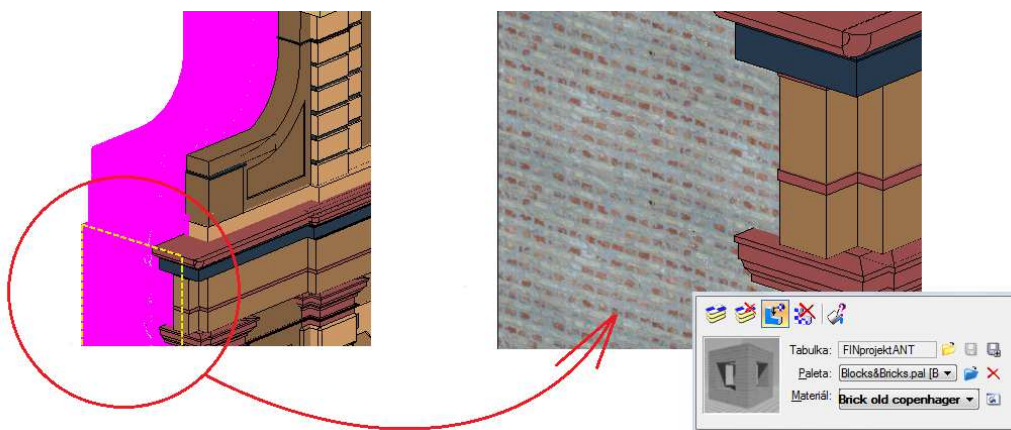 Tabulka: FINprojektANT
Paleta: Blocks&Bricks.pal [B
Materiál: Brick old copenhager